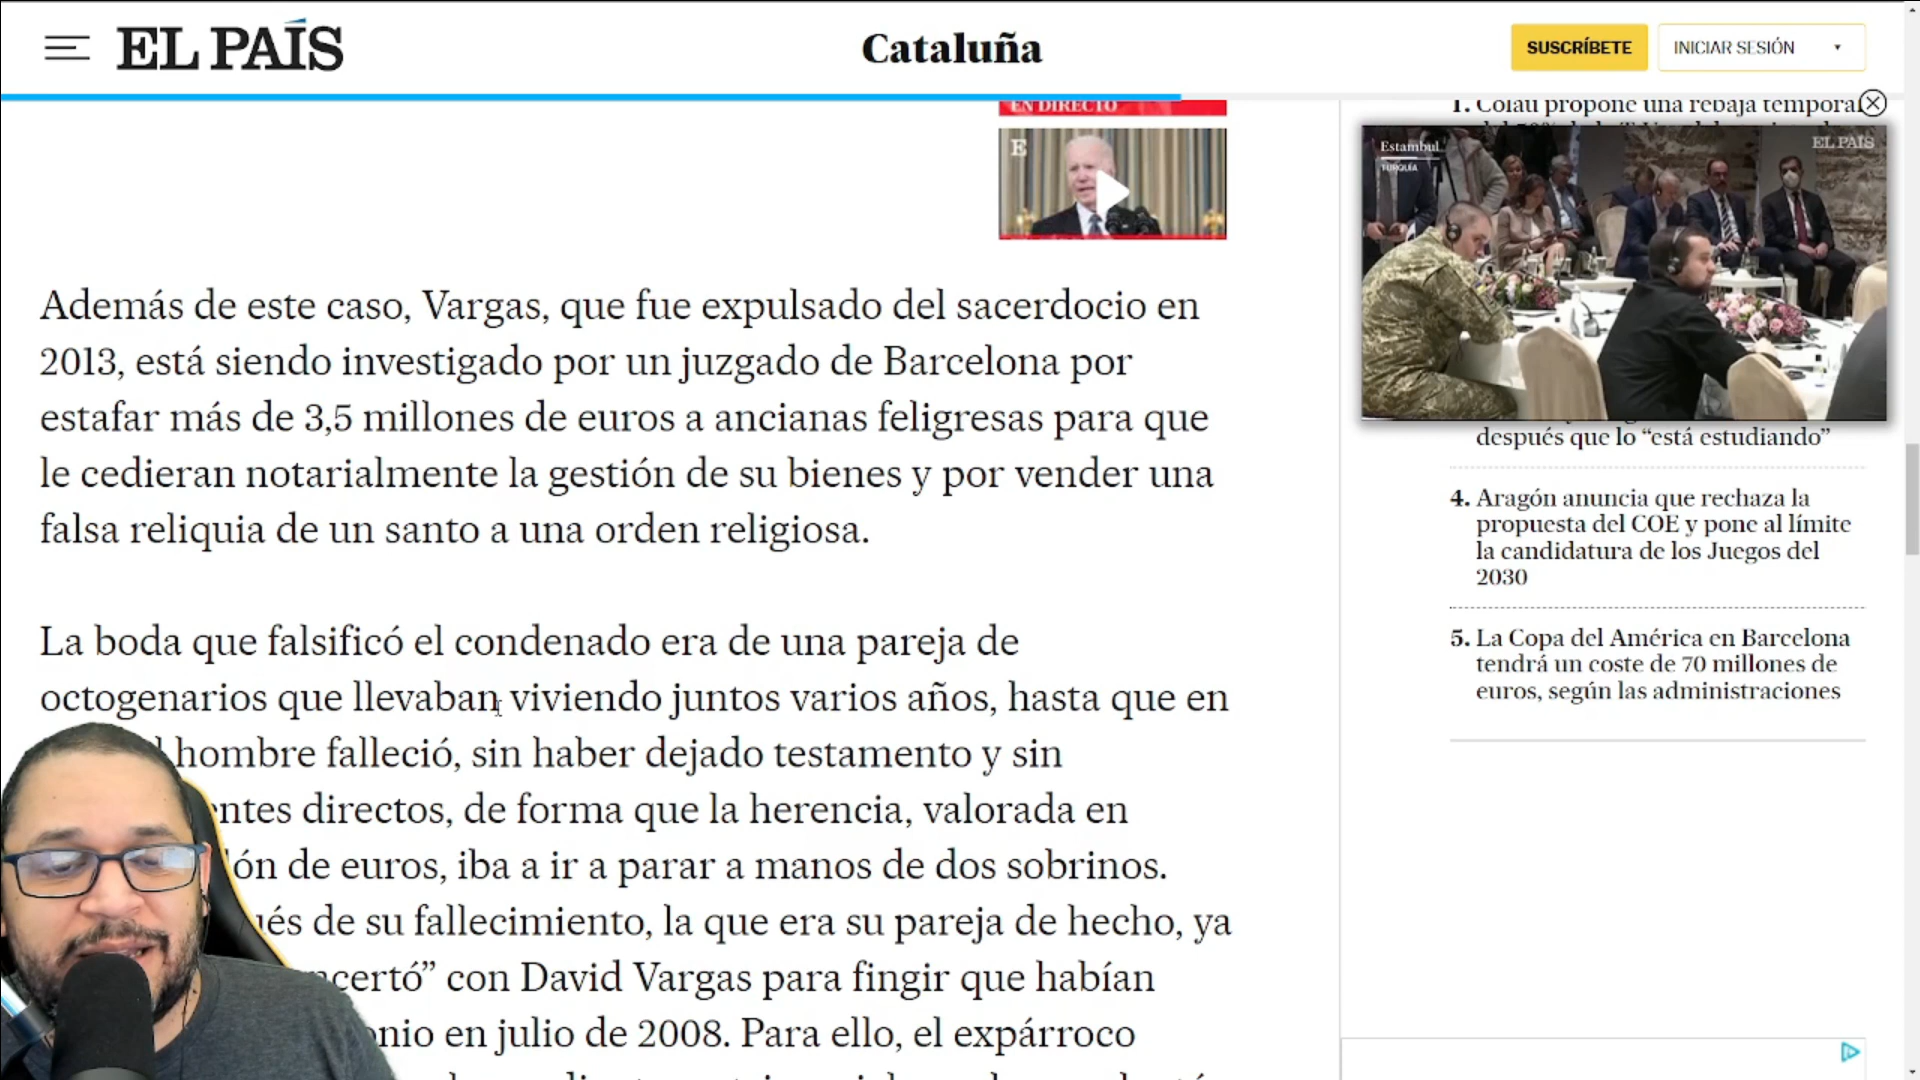 EL PAÍS
Cataluña
SUSCRÍBETE
INICIAR SESIÓN
EN DIRECTO
E
Además de este caso, Vargas, que fue expulsado del sacerdocio en
2013, está siendo investigado por un juzgado de Barcelona por
estafar más de 3,5 millones de euros a ancianas feligresas para que
le cedieran notarialmente la gestión de su bienes y por vender una
falsa reliquia de un santo a una orden religiosa.
La boda que falsificó el condenado era de una pareja de
octogenarios que llevaban viviendo juntos varios años, hasta que en
hombre falleció, sin haber dejado testamento y sin
entes directos, de forma que la herencia, valorada en
ón de euros, iba a ir a parar a manos de dos sobrinos.
ués de su fallecimiento, la que era su pareja de hecho, ya
certó” con David Vargas para fingir que habían
onio en julio de 2008. Para ello, el expárroco
1. Colau propone una rebaja temporal
Estambul
TURQUÍA
EL PAÍS
después que lo “está estudiando”
4. Aragón anuncia que rechaza la
propuesta del COE y pone al límite
la candidatura de los Juegos del
2030
5. La Copa del América en Barcelona
tendrá un coste de 70 millones de
euros, según las administraciones